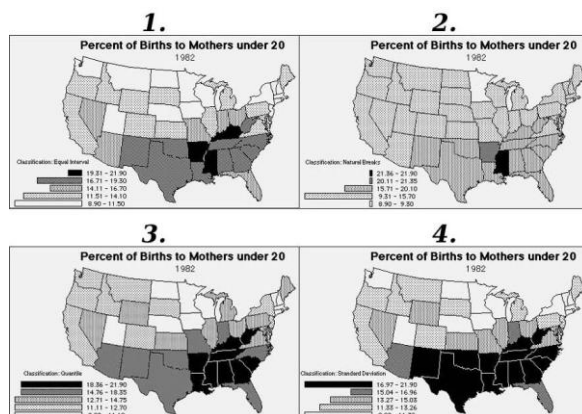 1.
2.
Percent of Births to Mothers under 20
1982
Classification: Equal Interval
19.31 - 21.90
16.71 - 19.30
14.11 - 16.70
11.51 - 14.10
8.90 - 11.50
Percent of Births to Mothers under 20
1982
Classification: Natural Breaks
21.36 - 21.90
20.11 - 21.35
15.71 - 20.10
9.31 - 15.70
8.90 - 9.30
3.
4.
Percent of Births to Mothers under 20
1982
Classification: Quantile
18.36 - 21.90
14.76 - 18.35
12.71 - 14.75
11.11 - 12.70
Percent of Births to Mothers under 20
1982
Classification: Standard Deviation
16.97 - 21.90
15.04 - 16.96
13.27 - 15.03
11.33 - 13.26